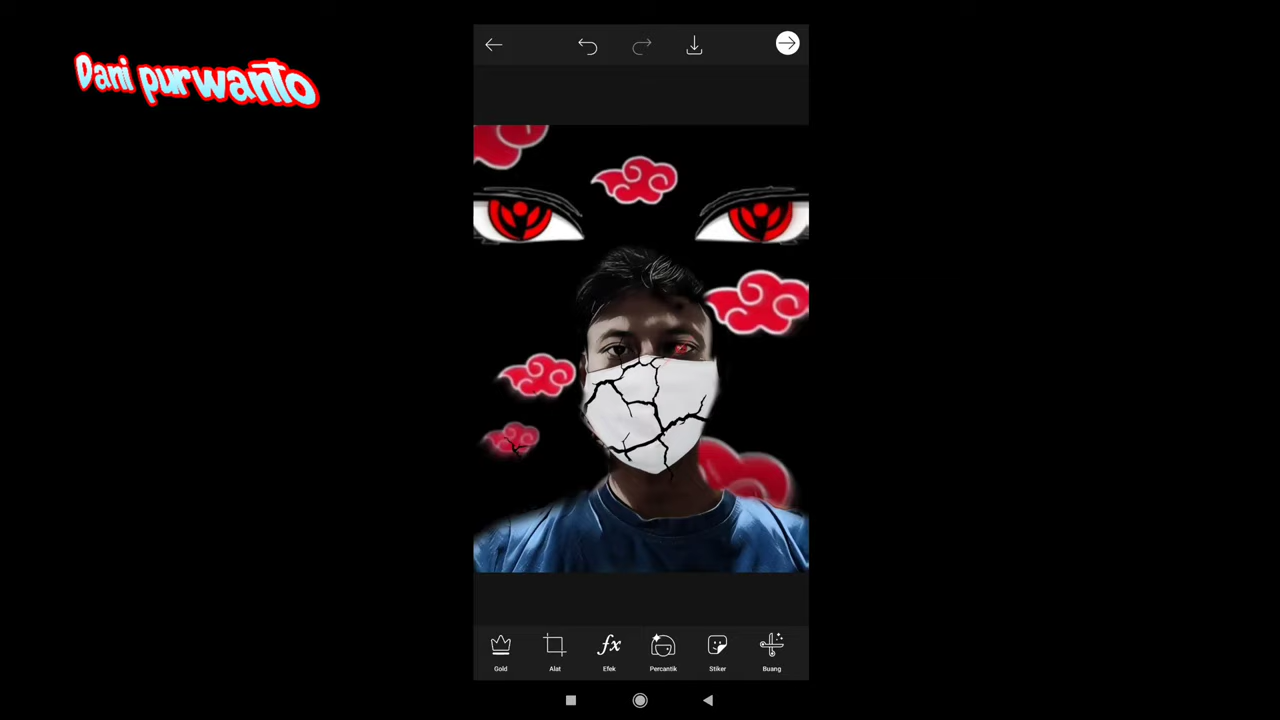 Dani purwanto
Gold
Alat
Efek
Percantik
Stiker
Buang